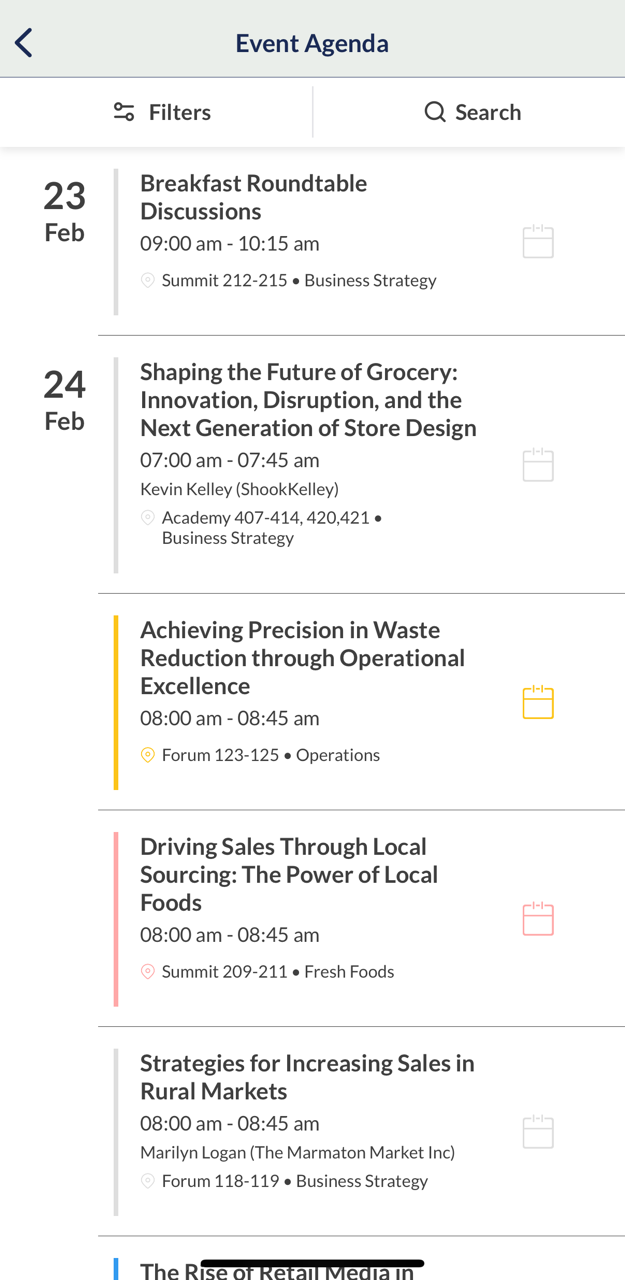 Event Agenda
Filters
Search
23
Feb
Breakfast Roundtable
Discussions
09:00 am - 10:15 am
Summit 212-215 • Business Strategy
24
Feb
Shaping the Future of Grocery:
Innovation, Disruption, and the
Next Generation of Store Design
07:00 am - 07:45 am
Kevin Kelley (ShookKelley)
Academy 407-414, 420,421 •
Business Strategy
Achieving Precision in Waste
Reduction through Operational
Excellence
08:00 am - 08:45 am
Forum 123-125 • Operations
Driving Sales Through Local
Sourcing: The Power of Local
Foods
08:00 am - 08:45 am
Summit 209-211 • Fresh Foods
Strategies for Increasing Sales in
Rural Markets
08:00 am - 08:45 am
Marilyn Logan (The Marmaton Market Inc)
Forum 118-119 • Business Strategy
The Rise of Retail Media in